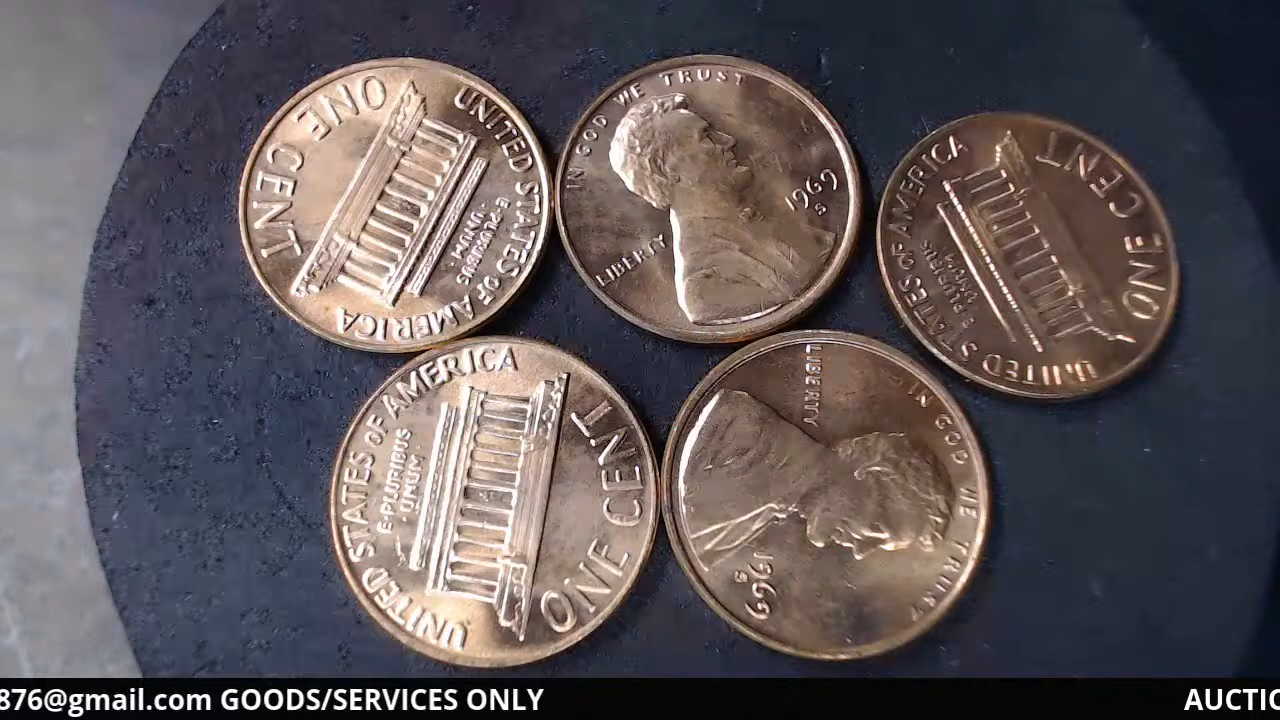 ONE CENT
UNITED STATES OF AMERICA
E·PLURIBUS
·UNUM·
IN GOD WE TRUST
LIBERTY
1969
S
UNITED STATES OF AMERICA
E·PLURIBUS
UNUM
ONE CENT
UNITED STATES OF AMERICA
E·PLURIBUS
·UNUM·
ONE CENT
LIBERTY
IN GOD WE TRUST
1969
S
876@gmail.com GOODS/SERVICES ONLY
AUCTIO